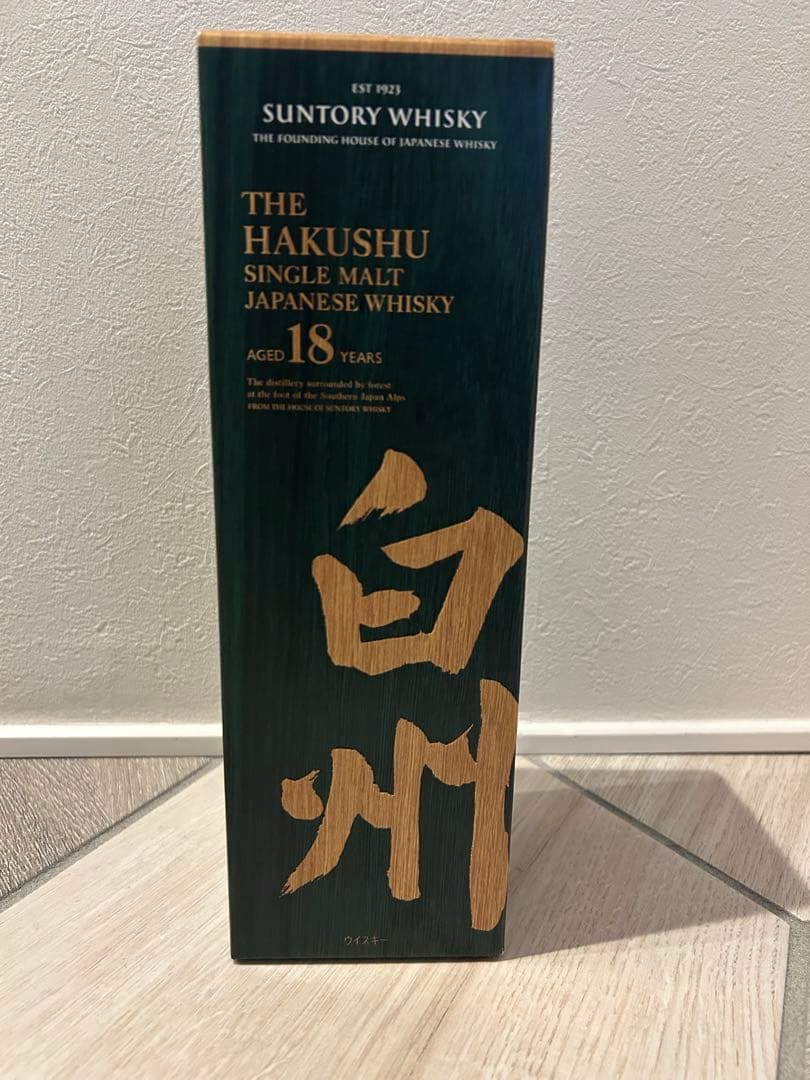 EST 1923
SUNTORY WHISKY
THE FOUNDING HOUSE OF JAPANESE WHISKY
THE
HAKUSHU
SINGLE MALT
JAPANESE WHISKY
AGED 18 YEARS
The distillery surrounded by forest
at the foot of the Southern Japan Alps
FROM THE HOUSE OF SUNTORY WHISKY
白
州
ウイスキー